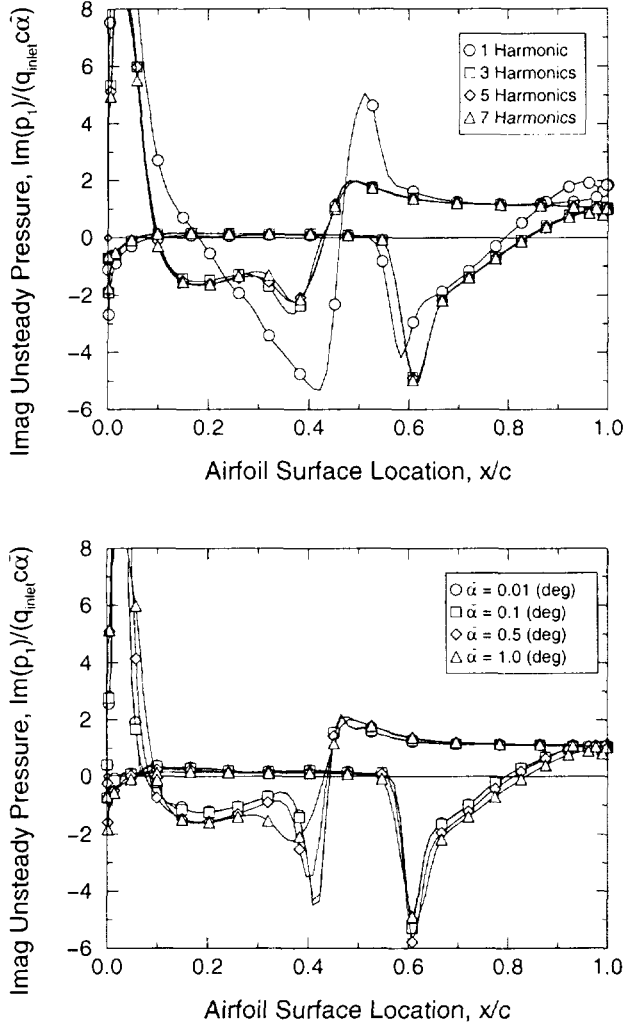 Imag Unsteady Pressure, Im(p₁)/(q_inlet cᾱ)
8
6
4
2
0
−2
−4
−6
1 Harmonic
3 Harmonics
5 Harmonics
7 Harmonics
0.0 0.2 0.4 0.6 0.8 1.0
Airfoil Surface Location, x/c
Imag Unsteady Pressure, Im(p₁)/(q_inlet cᾱ)
8
6
4
2
0
−2
−4
−6
ᾱ = 0.01 (deg)
ᾱ = 0.1 (deg)
ᾱ = 0.5 (deg)
ᾱ = 1.0 (deg)
0.0 0.2 0.4 0.6 0.8 1.0
Airfoil Surface Location, x/c